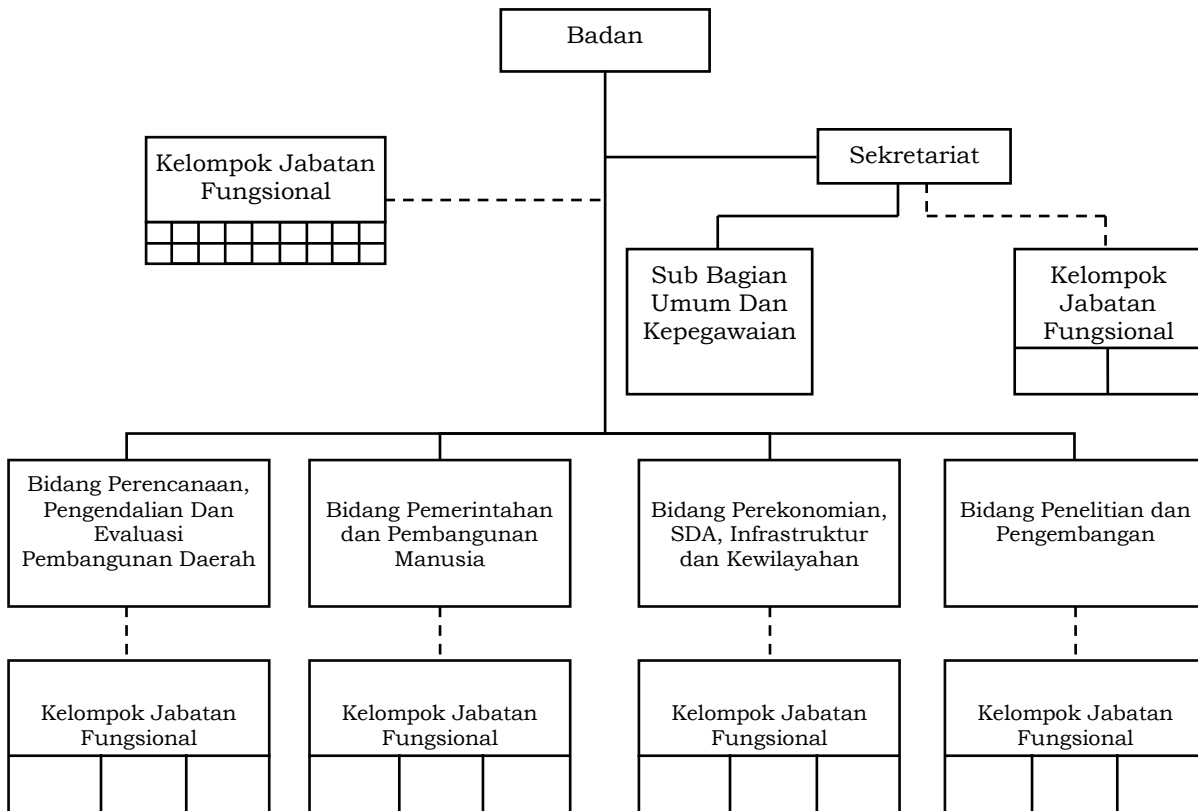 Badan
Kelompok Jabatan
Fungsional
Sekretariat
Sub Bagian
Umum Dan
Kepegawaian
Kelompok
Jabatan
Fungsional
Bidang Perencanaan,
Pengendalian Dan
Evaluasi
Pembangunan Daerah
Bidang Pemerintahan
dan Pembangunan
Manusia
Bidang Perekonomian,
SDA, Infrastruktur
dan Kewilayahan
Bidang Penelitian dan
Pengembangan
Kelompok Jabatan
Fungsional
Kelompok Jabatan
Fungsional
Kelompok Jabatan
Fungsional
Kelompok Jabatan
Fungsional